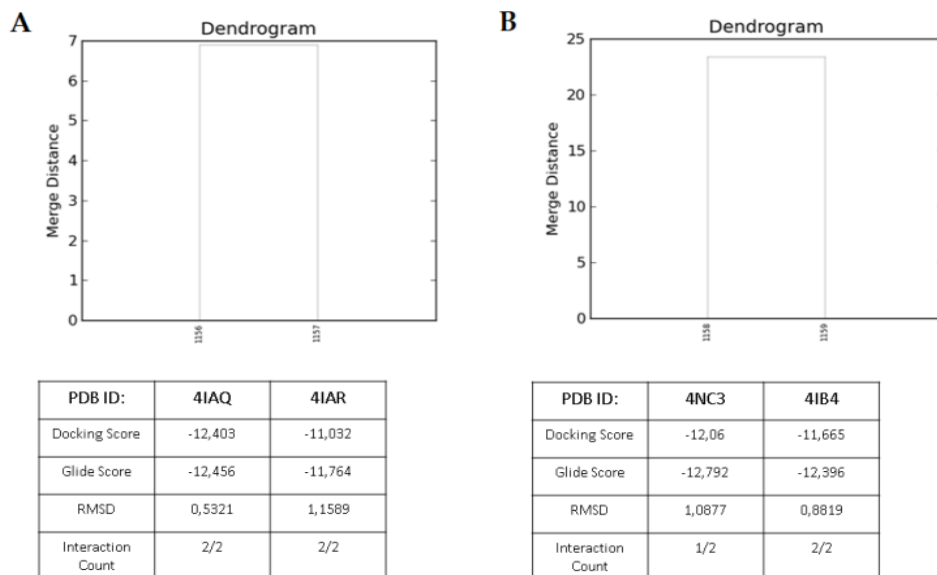 A
Dendrogram
7
6
5
4
3
2
1
0
Merge Distance
1156
1157
PDB ID: 4IAQ 4IAR
Docking Score -12,403 -11,032
Glide Score -12,456 -11,764
RMSD 0,5321 1,1589
Interaction 2/2 2/2
Count
B
Dendrogram
25
20
15
10
5
0
Merge Distance
1158
1159
PDB ID: 4NC3 4IB4
Docking Score -12,06 -11,665
Glide Score -12,792 -12,396
RMSD 1,0877 0,8819
Interaction 1/2 2/2
Count